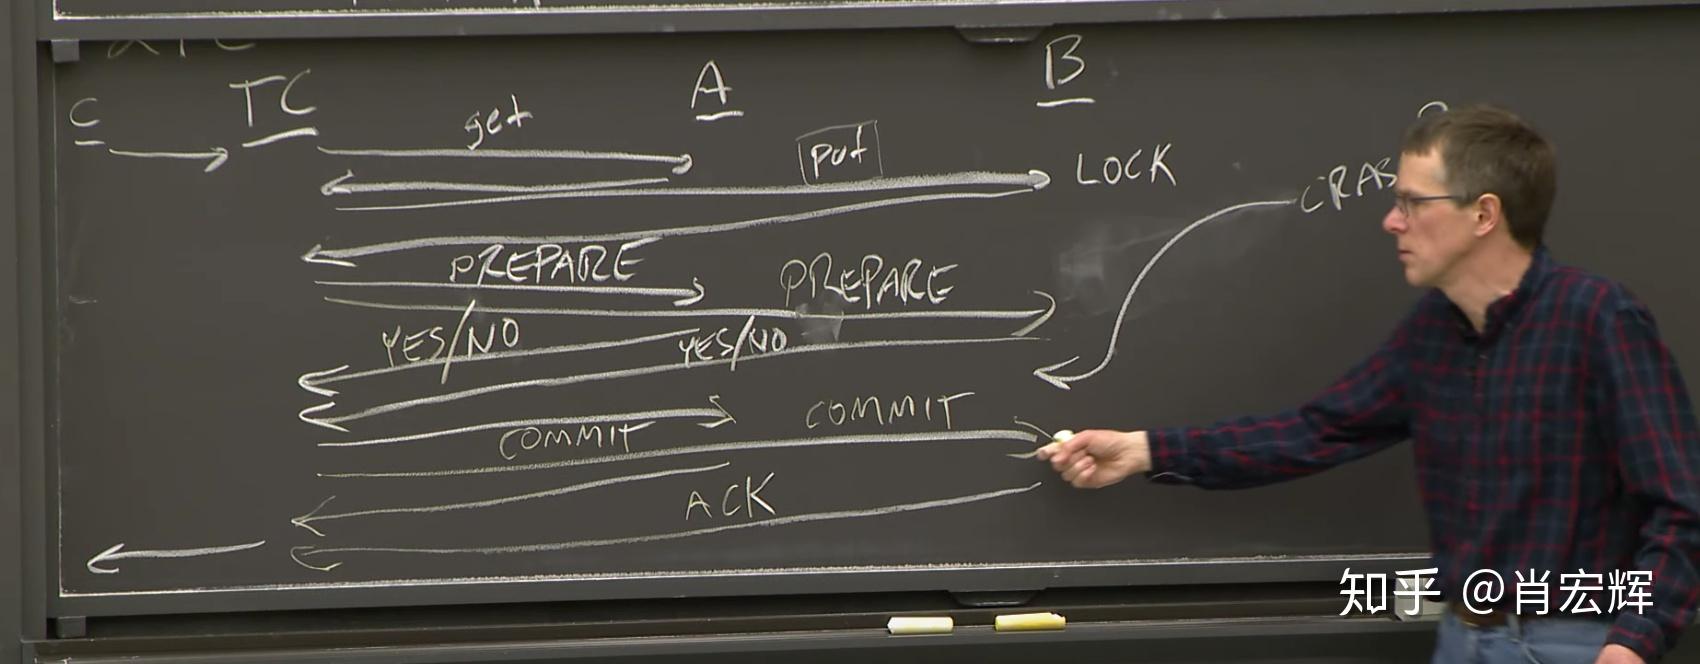 C
TC
A
B
get
put
LOCK
CRAS
PREPARE
PREPARE
YES/NO
YES/NO
COMMIT
COMMIT
ACK
知乎 @肖宏辉